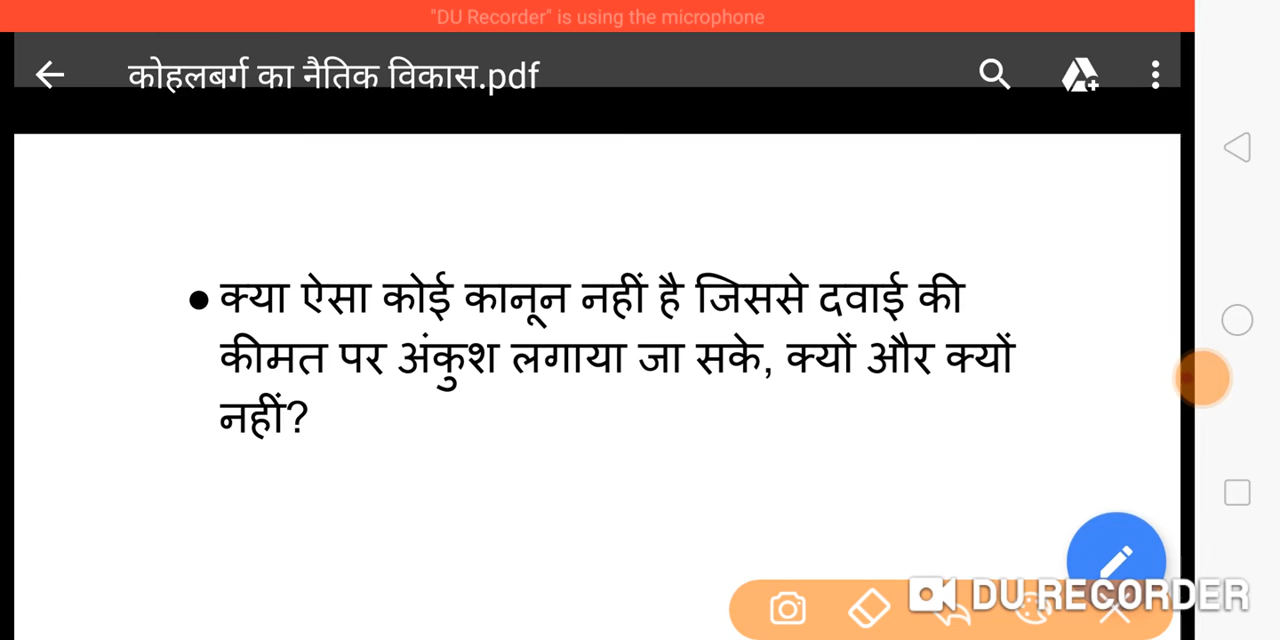 "DU Recorder" is using the microphone
कोहलबर्ग का नैतिक विकास.pdf
● क्या ऐसा कोई कानून नहीं है जिससे दवाई की
कीमत पर अंकुश लगाया जा सके, क्यों और क्यों
नहीं?
DU RECORDER